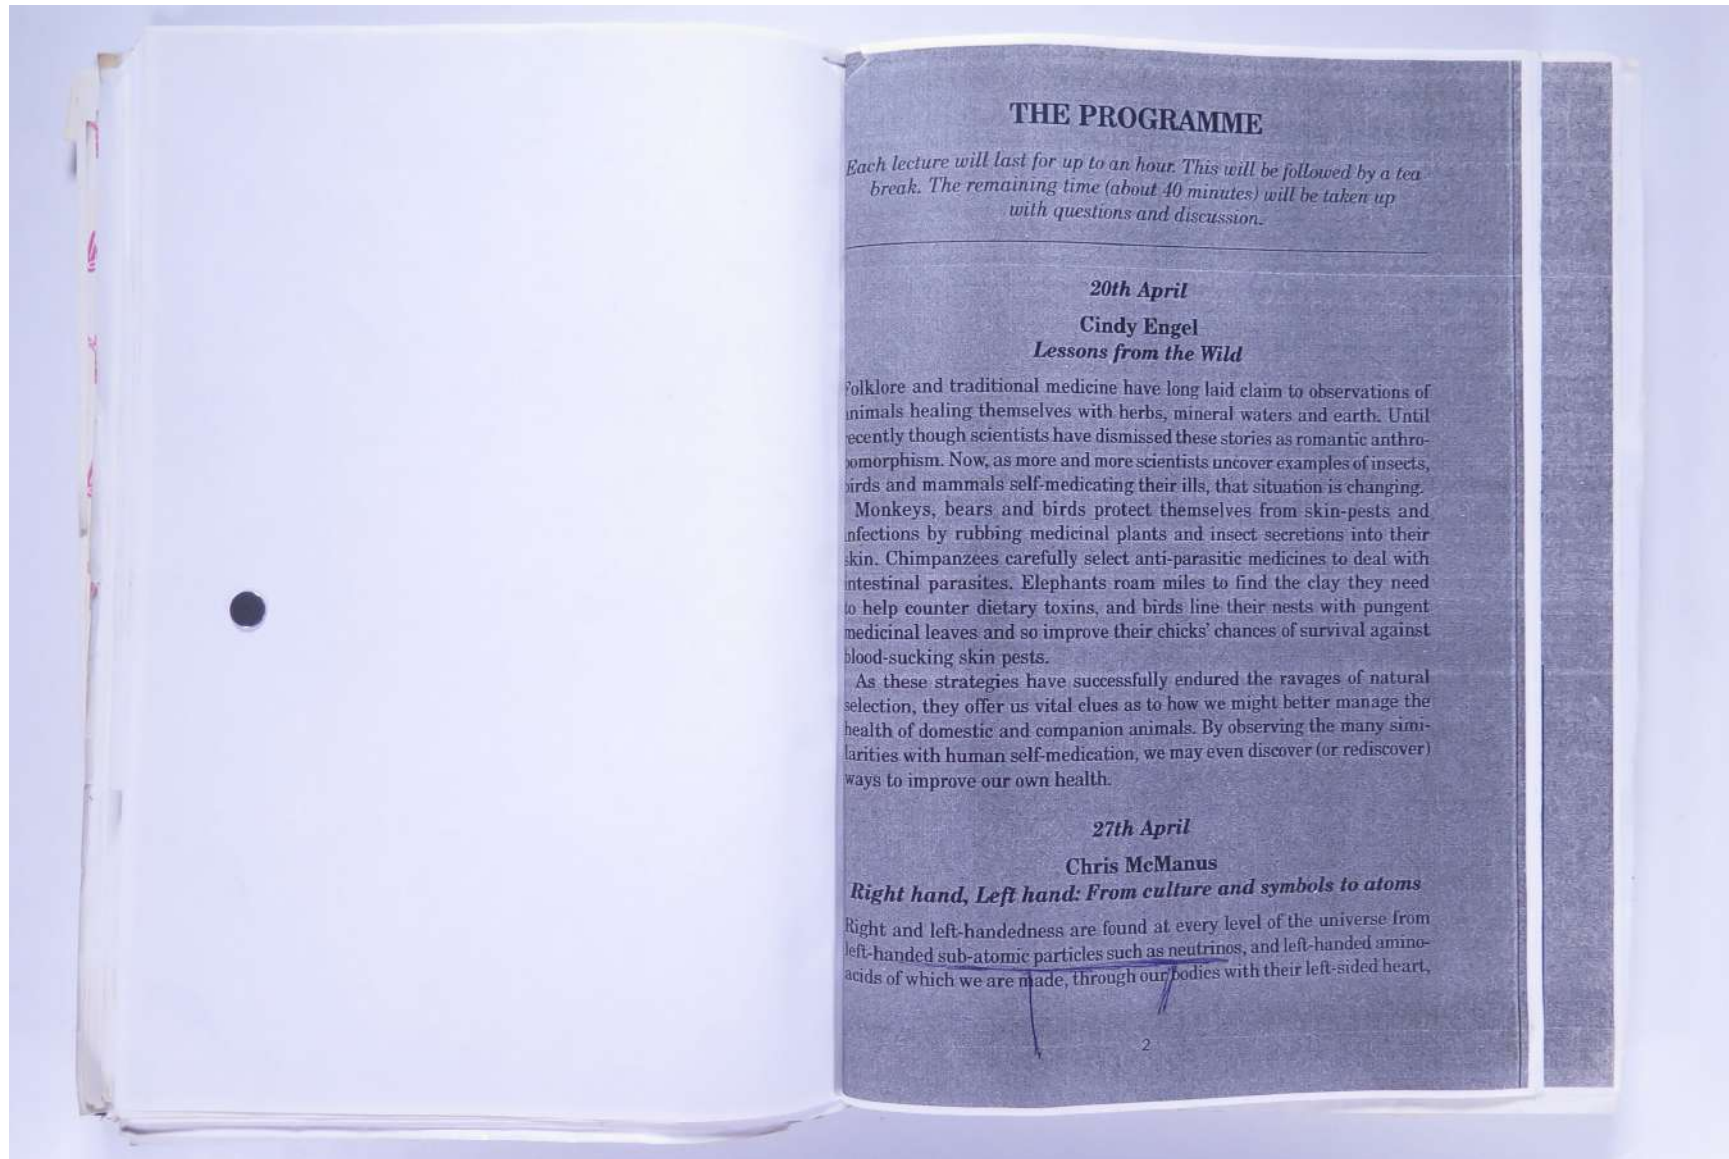 THE PROGRAMME
Each lecture will last for up to an hour. This will be followed by a tea
break. The remaining time (about 40 minutes) will be taken up
with questions and discussion.
20th April
Cindy Engel
Lessons from the Wild
Folklore and traditional medicine have long laid claim to observations of
animals healing themselves with herbs, mineral waters and earth. Until
recently though scientists have dismissed these stories as romantic anthro-
pomorphism. Now, as more and more scientists uncover examples of insects,
birds and mammals self-medicating their ills, that situation is changing.
Monkeys, bears and birds protect themselves from skin-pests and
infections by rubbing medicinal plants and insect secretions into their
skin. Chimpanzees carefully select anti-parasitic medicines to deal with
intestinal parasites. Elephants roam miles to find the clay they need
to help counter dietary toxins, and birds line their nests with pungent
medicinal leaves and so improve their chicks' chances of survival against
blood-sucking skin pests.
As these strategies have successfully endured the ravages of natural
selection, they offer us vital clues as to how we might better manage the
health of domestic and companion animals. By observing the many simi-
larities with human self-medication, we may even discover (or rediscover)
ways to improve our own health.
27th April
Chris McManus
Right hand, Left hand: From culture and symbols to atoms
Right and left-handedness are found at every level of the universe from
left-handed sub-atomic particles such as neutrinos, and left-handed amino-
acids of which we are made, through our bodies with their left-sided heart,
2